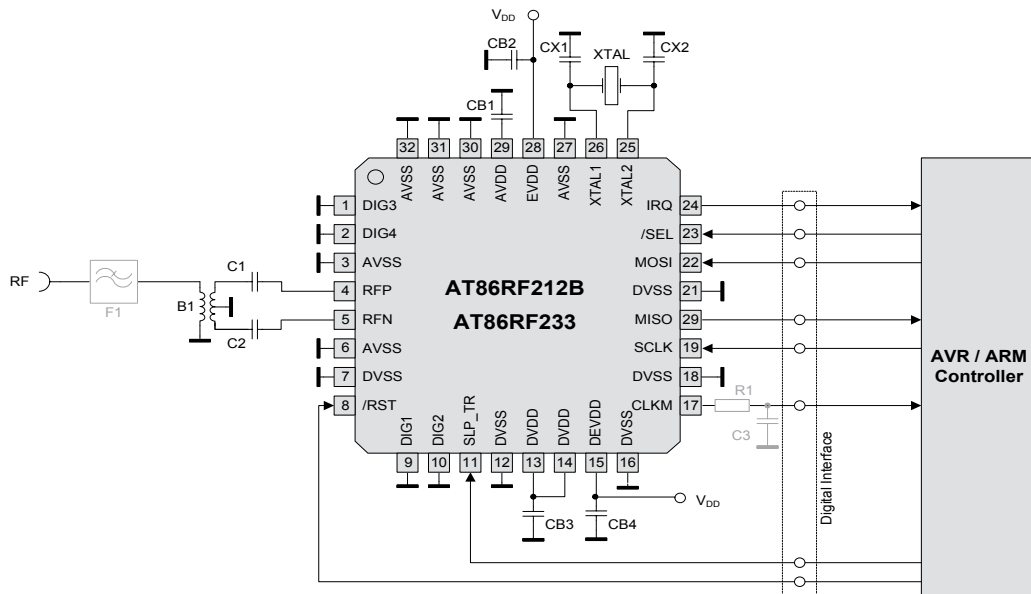 VDD
CB2
CX1
XTAL
CX2
CB1
32 31 30 29 28 27 26 25
AVSS AVSS AVSS AVDD EVDD AVSS XTAL1 XTAL2
1 DIG3
2 DIG4
3 AVSS
4 RFP
5 RFN
6 AVSS
7 DVSS
8 /RST
RF
F1
B1
C1
C2
AT86RF212B
AT86RF233
IRQ 24
/SEL 23
MOSI 22
DVSS 21
MISO 29
SCLK 19
DVSS 18
CLKM 17
R1
C3
Digital Interface
AVR / ARM
Controller
DIG1 DIG2 SLP_TR DVSS DVDD DVDD DEVDD DVSS
9 10 11 12 13 14 15 16
CB3
CB4
VDD